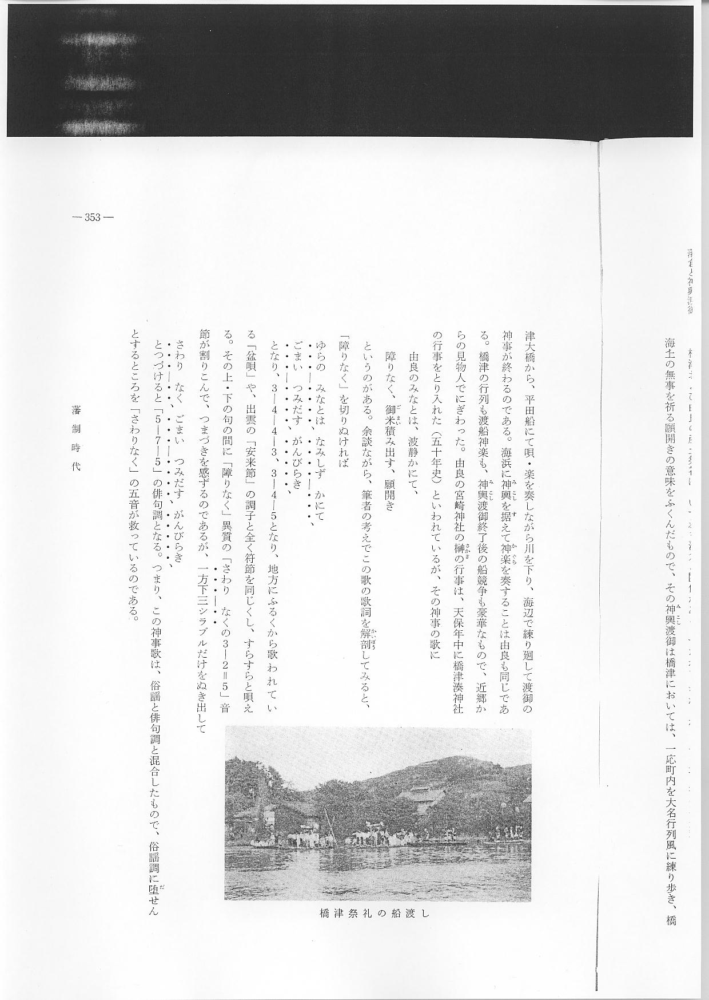 海士の無事を祈る願開きの意味をふくんだもので、その神輿渡御は橋津においては、一応町内を大名行列風に練り歩き、橋
津大橋から、平田船にて唄・楽を奏しながら川を下り、海辺で練り廻して渡御の
神事が終わるのである。海浜に神輿を据えて神楽を奏することは由良も同じであ
る。橋津の行列も渡船神楽も、神輿渡御終了後の船競争も豪華なもので、近郷か
らの見物人でにぎわった。由良の宮崎神社の榊の行事は、天保年中に橋津湊神社
の行事をとり入れた（五十年史）といわれているが、その神事の歌に
由良のみなとは、波静かにて、
障りなく、御米積み出す、願開き
というのがある。余談ながら、筆者の考えでこの歌の歌詞を解剖してみると、
「障りなく」を切りぬければ
ゆらの　みなとは　なみしず　かにて
・・・｜・・・・、・・・・｜・・・、
ごまい　つみだす　がんびらき
・・・｜・・・・、・・・・・、
となり、3―4―4―3、3―4―5となり、地方にふるくから歌われてい
る「盆唄」や、出雲の「安来節」の調子と全く符節を同じくし、すらすらと唄え
る。その上・下の句の間に「障りなく」異質の「さわり　なくの3―2＝5」音
・・・｜・・
節が割りこんで、つまづきを感ずるのであるが、一方下三シラブルだけをぬき出して
さわり　なく　ごまい　つみだす　がんびらき
・・・｜・・、・・・｜・・・・、・・・・・、
とつづけると「5―7―5」の俳句調となる。つまり、この神事歌は、俗謡と俳句調と混合したもので、俗謡調に堕せん
とするところを「さわりなく」の五音が救っているのである。
橋津祭礼の船渡し
藩制時代
― 353 ―